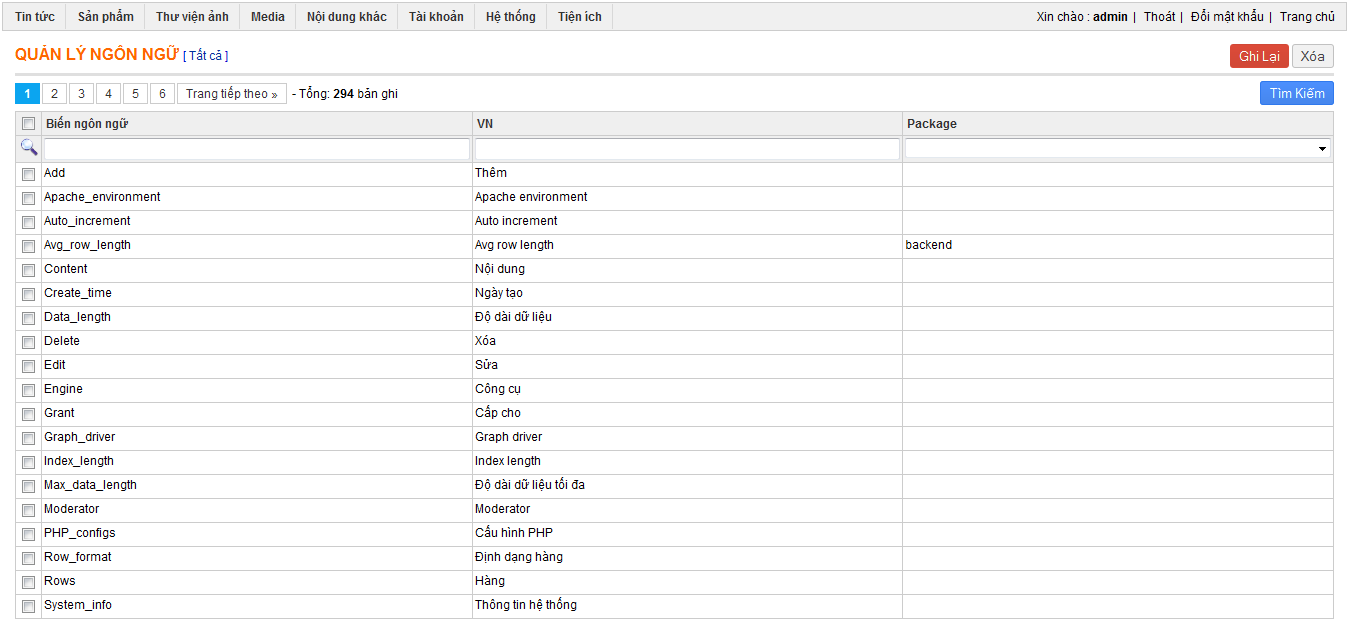 Tin tức Sản phẩm Thư viện ảnh Media Nội dung khác Tài khoản Hệ thống Tiện ích Xin chào : admin | Thoát | Đổi mật khẩu | Trang chủ
QUẢN LÝ NGÔN NGỮ [ Tất cả ] Ghi Lại Xóa
1 2 3 4 5 6 Trang tiếp theo » - Tổng: 294 bản ghi Tìm Kiếm
Biến ngôn ngữ VN Package
Add Thêm
Apache_environment Apache environment
Auto_increment Auto increment
Avg_row_length Avg row length backend
Content Nội dung
Create_time Ngày tạo
Data_length Độ dài dữ liệu
Delete Xóa
Edit Sửa
Engine Công cụ
Grant Cấp cho
Graph_driver Graph driver
Index_length Index length
Max_data_length Độ dài dữ liệu tối đa
Moderator Moderator
PHP_configs Cấu hình PHP
Row_format Định dạng hàng
Rows Hàng
System_info Thông tin hệ thống